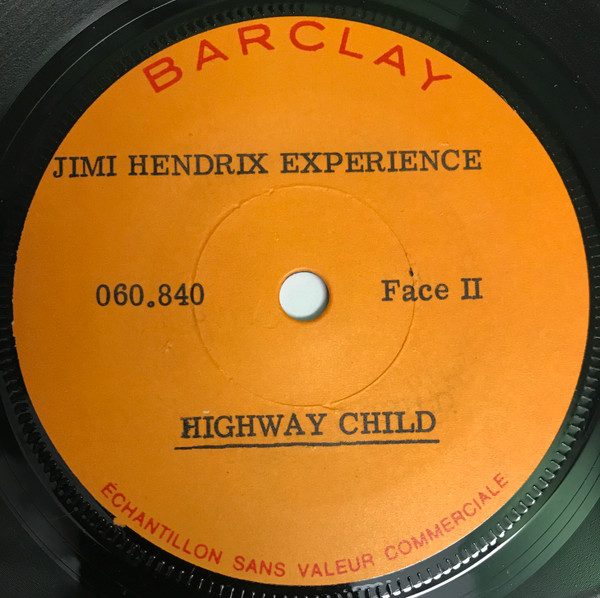 BARCLAY
JIMI HENDRIX EXPERIENCE
060.840 Face II
HIGHWAY CHILD
ÉCHANTILLON SANS VALEUR COMMERCIALE